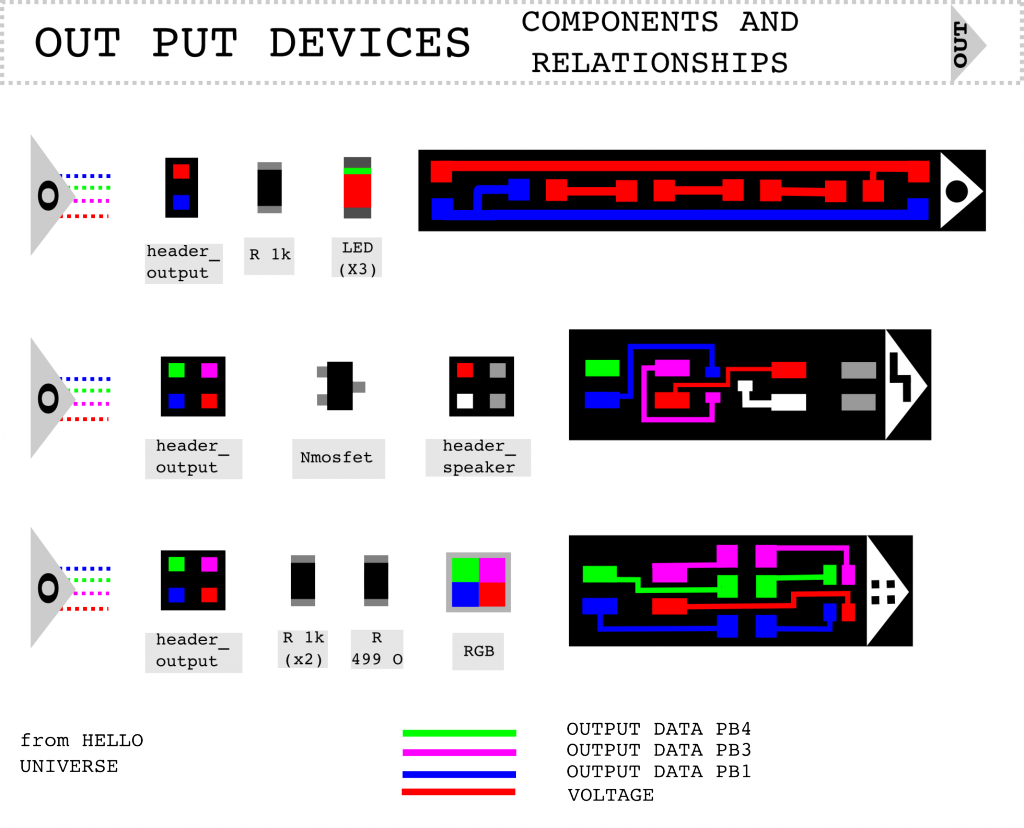 OUT PUT DEVICES
COMPONENTS AND
RELATIONSHIPS
OUT
O
header_
output
R 1k
LED
(X3)
O
header_
output
Nmosfet
header_
speaker
O
header_
output
R 1k
(x2)
R
499 O
RGB
from HELLO
UNIVERSE
OUTPUT DATA PB4
OUTPUT DATA PB3
OUTPUT DATA PB1
VOLTAGE